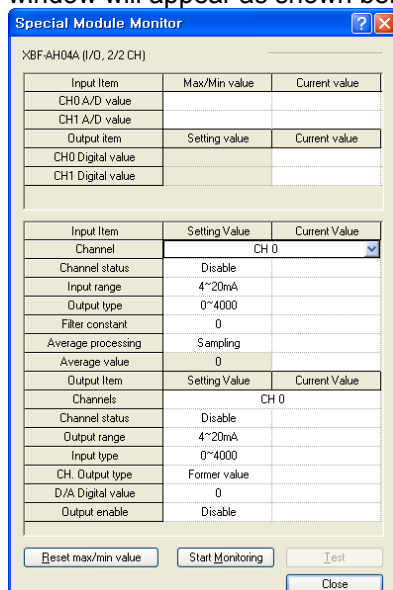 window will appear as shown bel
Special Module Monitor
XBF-AH04A (I/O, 2/2 CH)
Input Item Max/Min value Current value
CH0 A/D value
CH1 A/D value
Output item Setting value Current value
CH0 Digital value
CH1 Digital value
Input Item Setting Value Current Value
Channel CH 0
Channel status Disable
Input range 4~20mA
Output type 0~4000
Filter constant 0
Average processing Sampling
Average value 0
Output Item Setting Value Current Value
Channels CH 0
Channel status Disable
Output range 4~20mA
Input type 0~4000
CH. Output type Former value
D/A Digital value 0
Output enable Disable
Reset max/min value Start Monitoring Test
Close